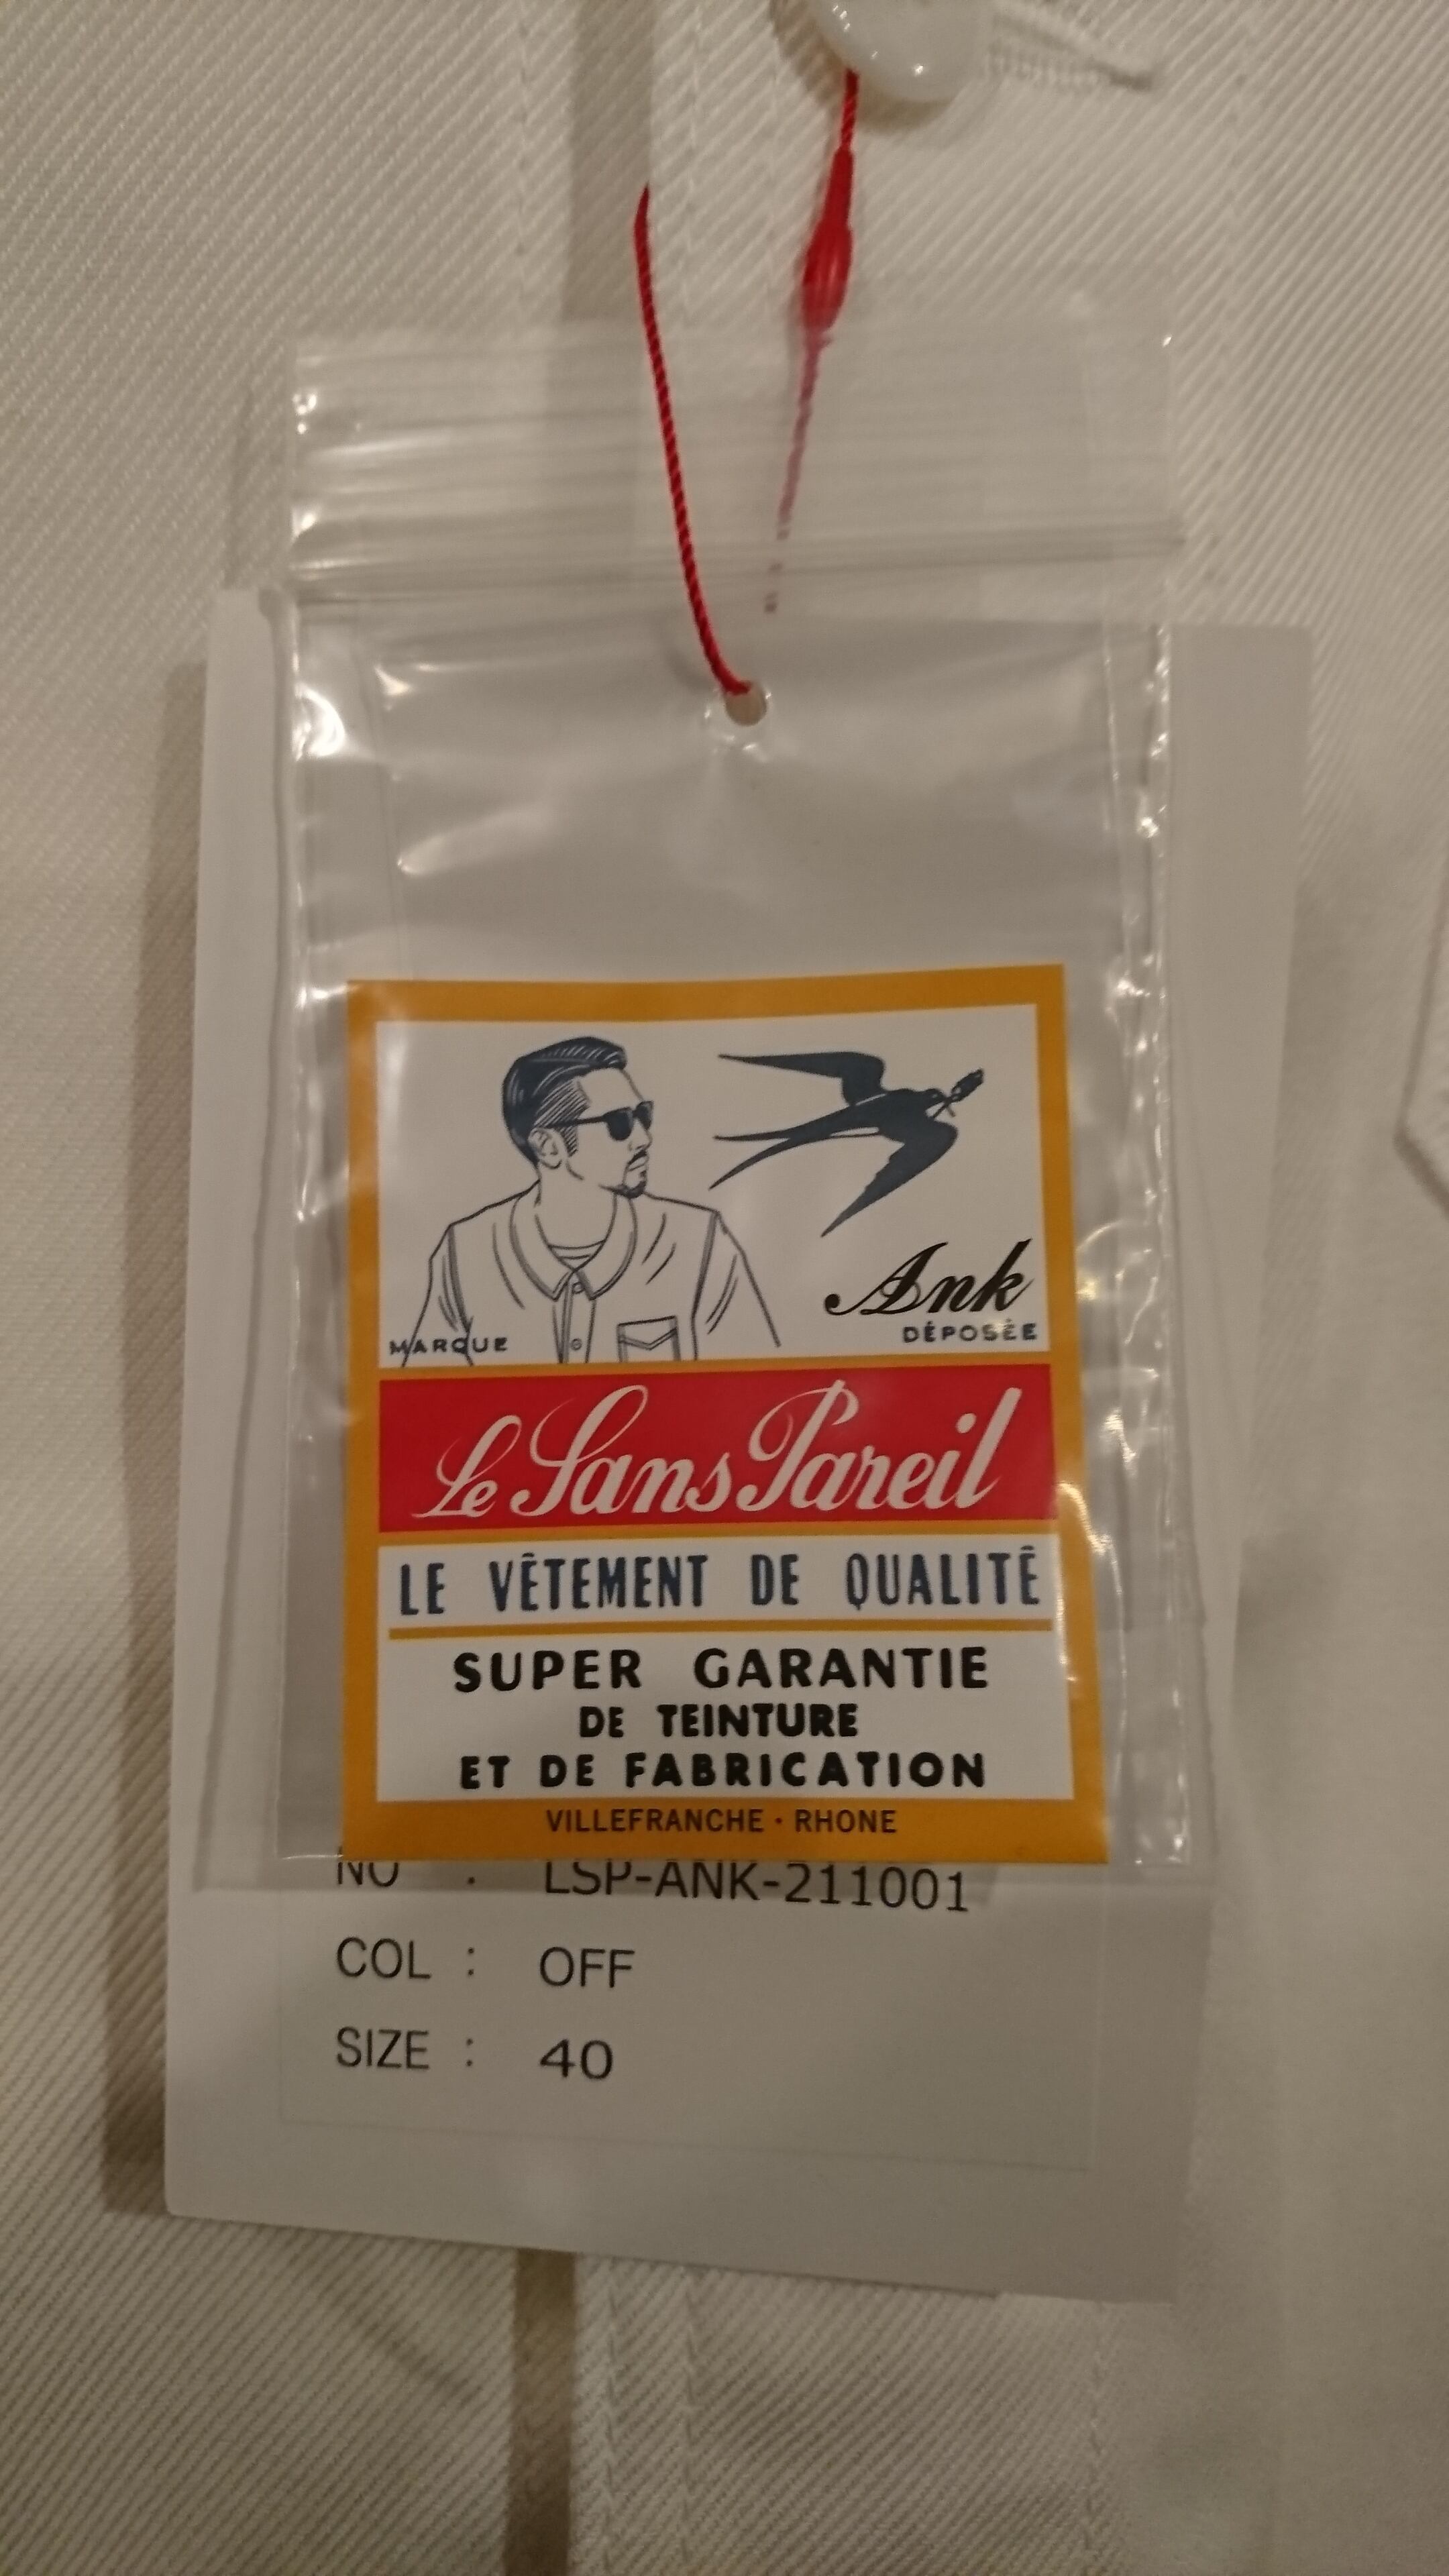 Ank
MARQUE DÉPOSÉE
Le Sans Pareil
LE VÊTEMENT DE QUALITÉ
SUPER GARANTIE
DE TEINTURE
ET DE FABRICATION
VILLEFRANCHE · RHONE
NO : LSP-ANK-211001
COL : OFF
SIZE : 40